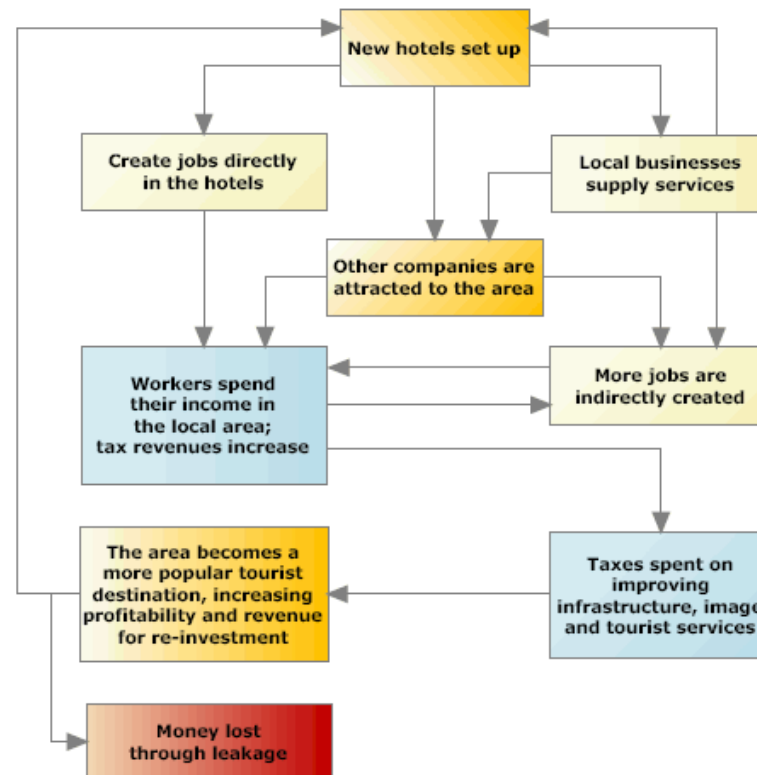 New hotels set up
Create jobs directly
in the hotels
Local businesses
supply services
Other companies are
attracted to the area
Workers spend
their income in
the local area;
tax revenues increase
More jobs are
indirectly created
The area becomes a
more popular tourist
destination, increasing
profitability and revenue
for re-investment
Taxes spent on
improving
infrastructure, image
and tourist services
Money lost
through leakage